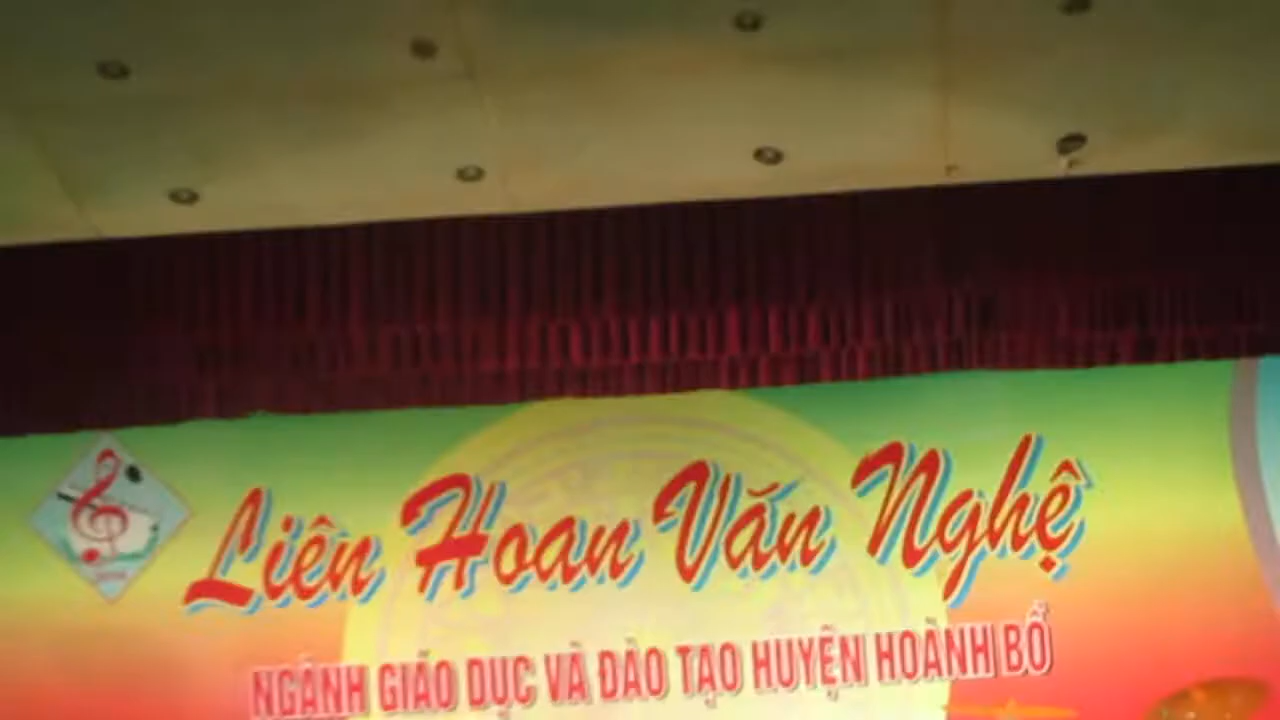 Liên Hoan Văn Nghệ
NGÀNH GIÁO DỤC VÀ ĐÀO TẠO HUYỆN HOÀNH BỒ